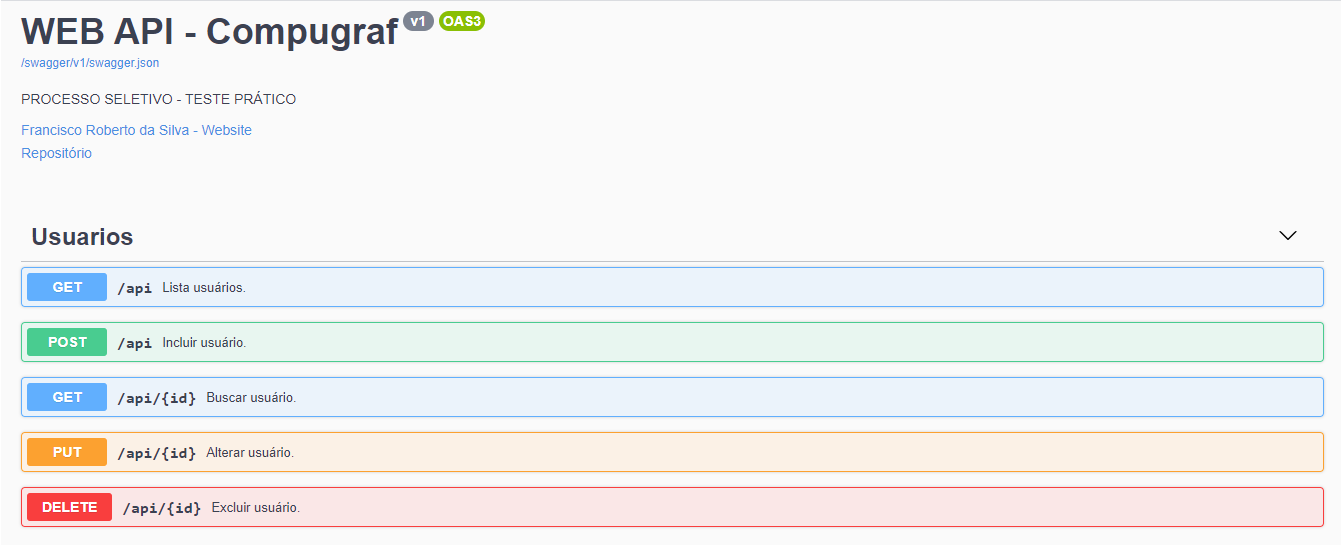 WEB API - Compugraf v1 OAS3
/swagger/v1/swagger.json
PROCESSO SELETIVO - TESTE PRÁTICO
Francisco Roberto da Silva - Website
Repositório
Usuarios
GET /api Lista usuários.
POST /api Incluir usuário.
GET /api/{id} Buscar usuário.
PUT /api/{id} Alterar usuário.
DELETE /api/{id} Excluir usuário.